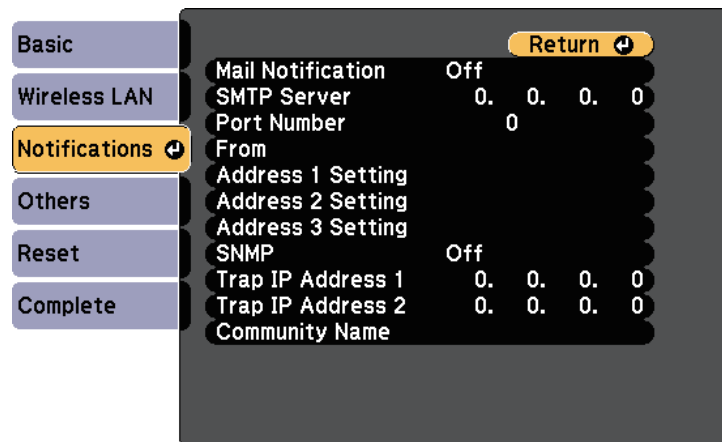 Basic
Wireless LAN
Notifications
Others
Reset
Complete
Return
Mail Notification Off
SMTP Server 0. 0. 0. 0
Port Number 0
From
Address 1 Setting
Address 2 Setting
Address 3 Setting
SNMP Off
Trap IP Address 1 0. 0. 0. 0
Trap IP Address 2 0. 0. 0. 0
Community Name